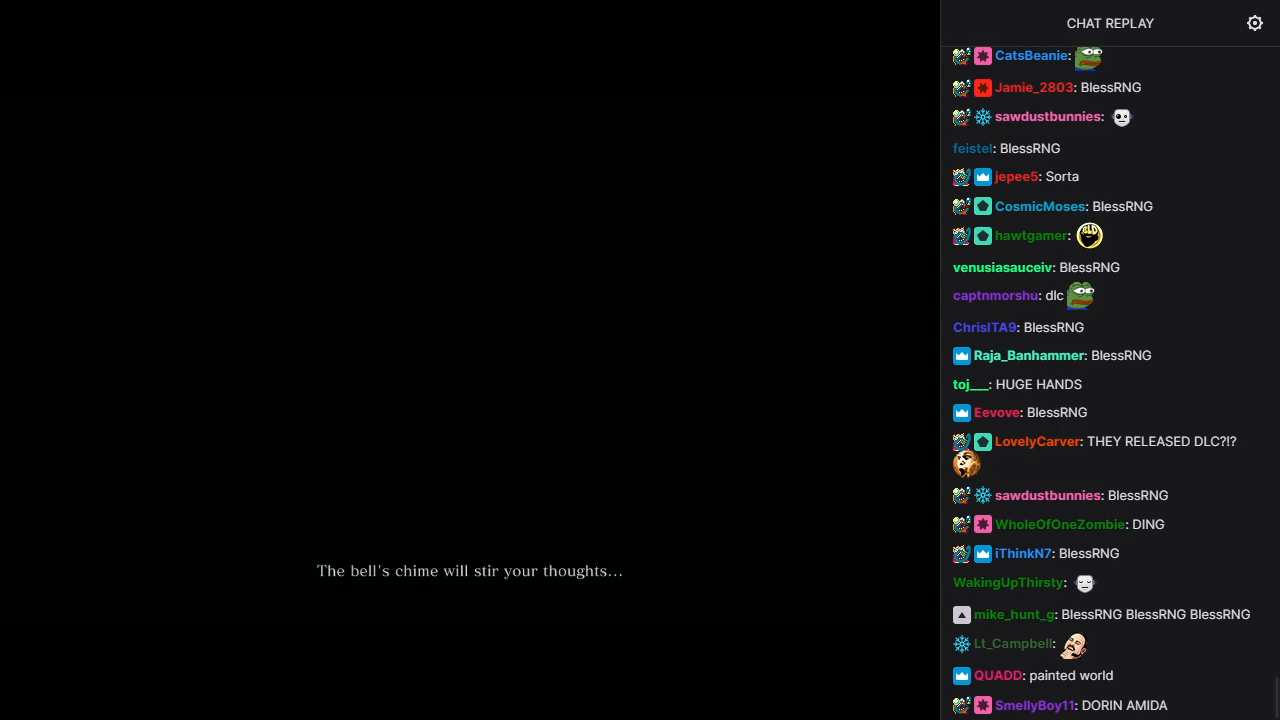 CHAT REPLAY
CatsBeanie:
Jamie_2803: BlessRNG
sawdustbunnies:
feistel: BlessRNG
jepee5: Sorta
CosmicMoses: BlessRNG
hawtgamer:
venusiasauceiv: BlessRNG
captnmorshu: dlc
ChrisITA9: BlessRNG
Raja_Banhammer: BlessRNG
toj___: HUGE HANDS
Eevove: BlessRNG
LovelyCarver: THEY RELEASED DLC?!?
sawdustbunnies: BlessRNG
WholeOfOneZombie: DING
iThinkN7: BlessRNG
WakingUpThirsty:
mike_hunt_g: BlessRNG BlessRNG BlessRNG
Lt_Campbell:
QUADD: painted world
SmellyBoy11: DORIN AMIDA
The bell's chime will stir your thoughts...